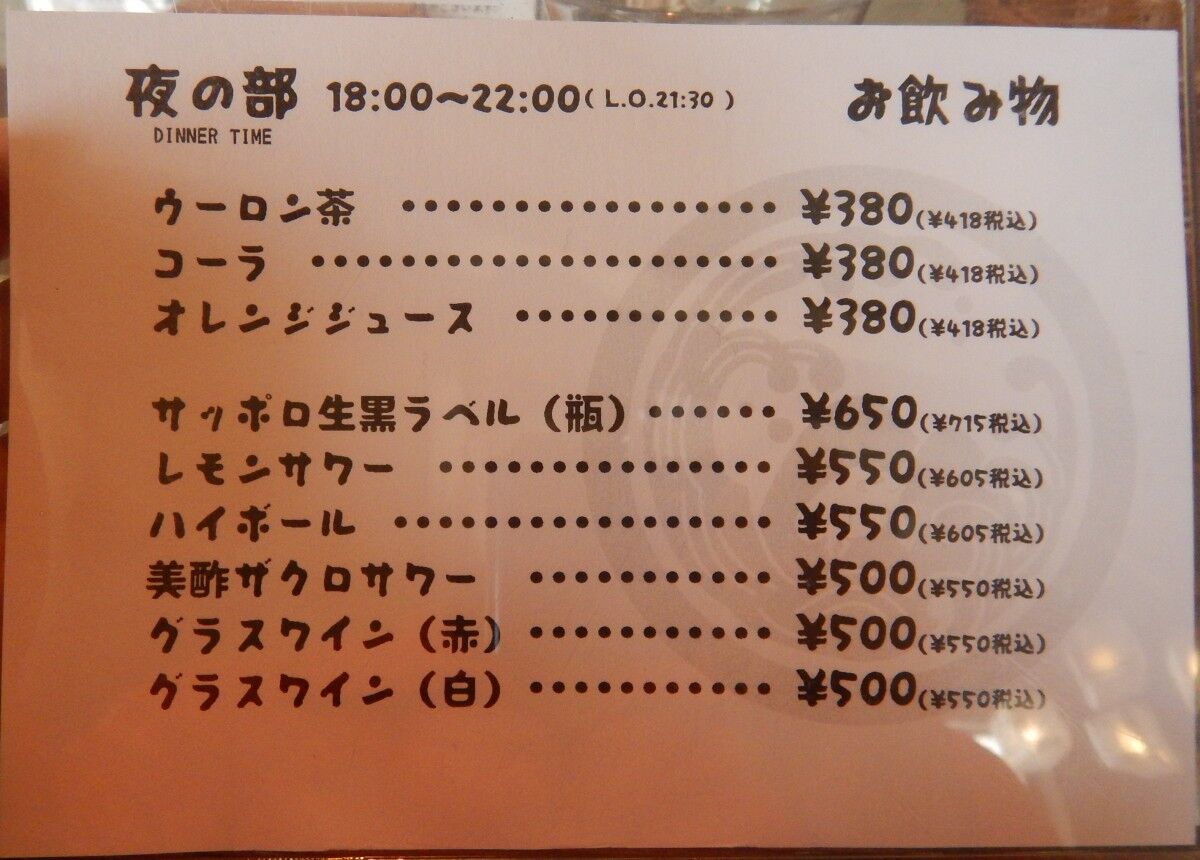 夜の部 18:00〜22:00(L.O.21:30) お飲み物
DINNER TIME
ウーロン茶 ••••••••••••••••• ¥380(¥418税込)
コーラ ••••••••••••••••••••• ¥380(¥418税込)
オレンジジュース •••••••••••• ¥380(¥418税込)
サッポロ生黒ラベル(瓶) •••••• ¥650(¥715税込)
レモンサワー ••••••••••••••• ¥550(¥605税込)
ハイボール ••••••••••••••••• ¥550(¥605税込)
美酢ザクロサワー ••••••••••• ¥500(¥550税込)
グラスワイン(赤) ••••••••••• ¥500(¥550税込)
グラスワイン(白) ••••••••••• ¥500(¥550税込)